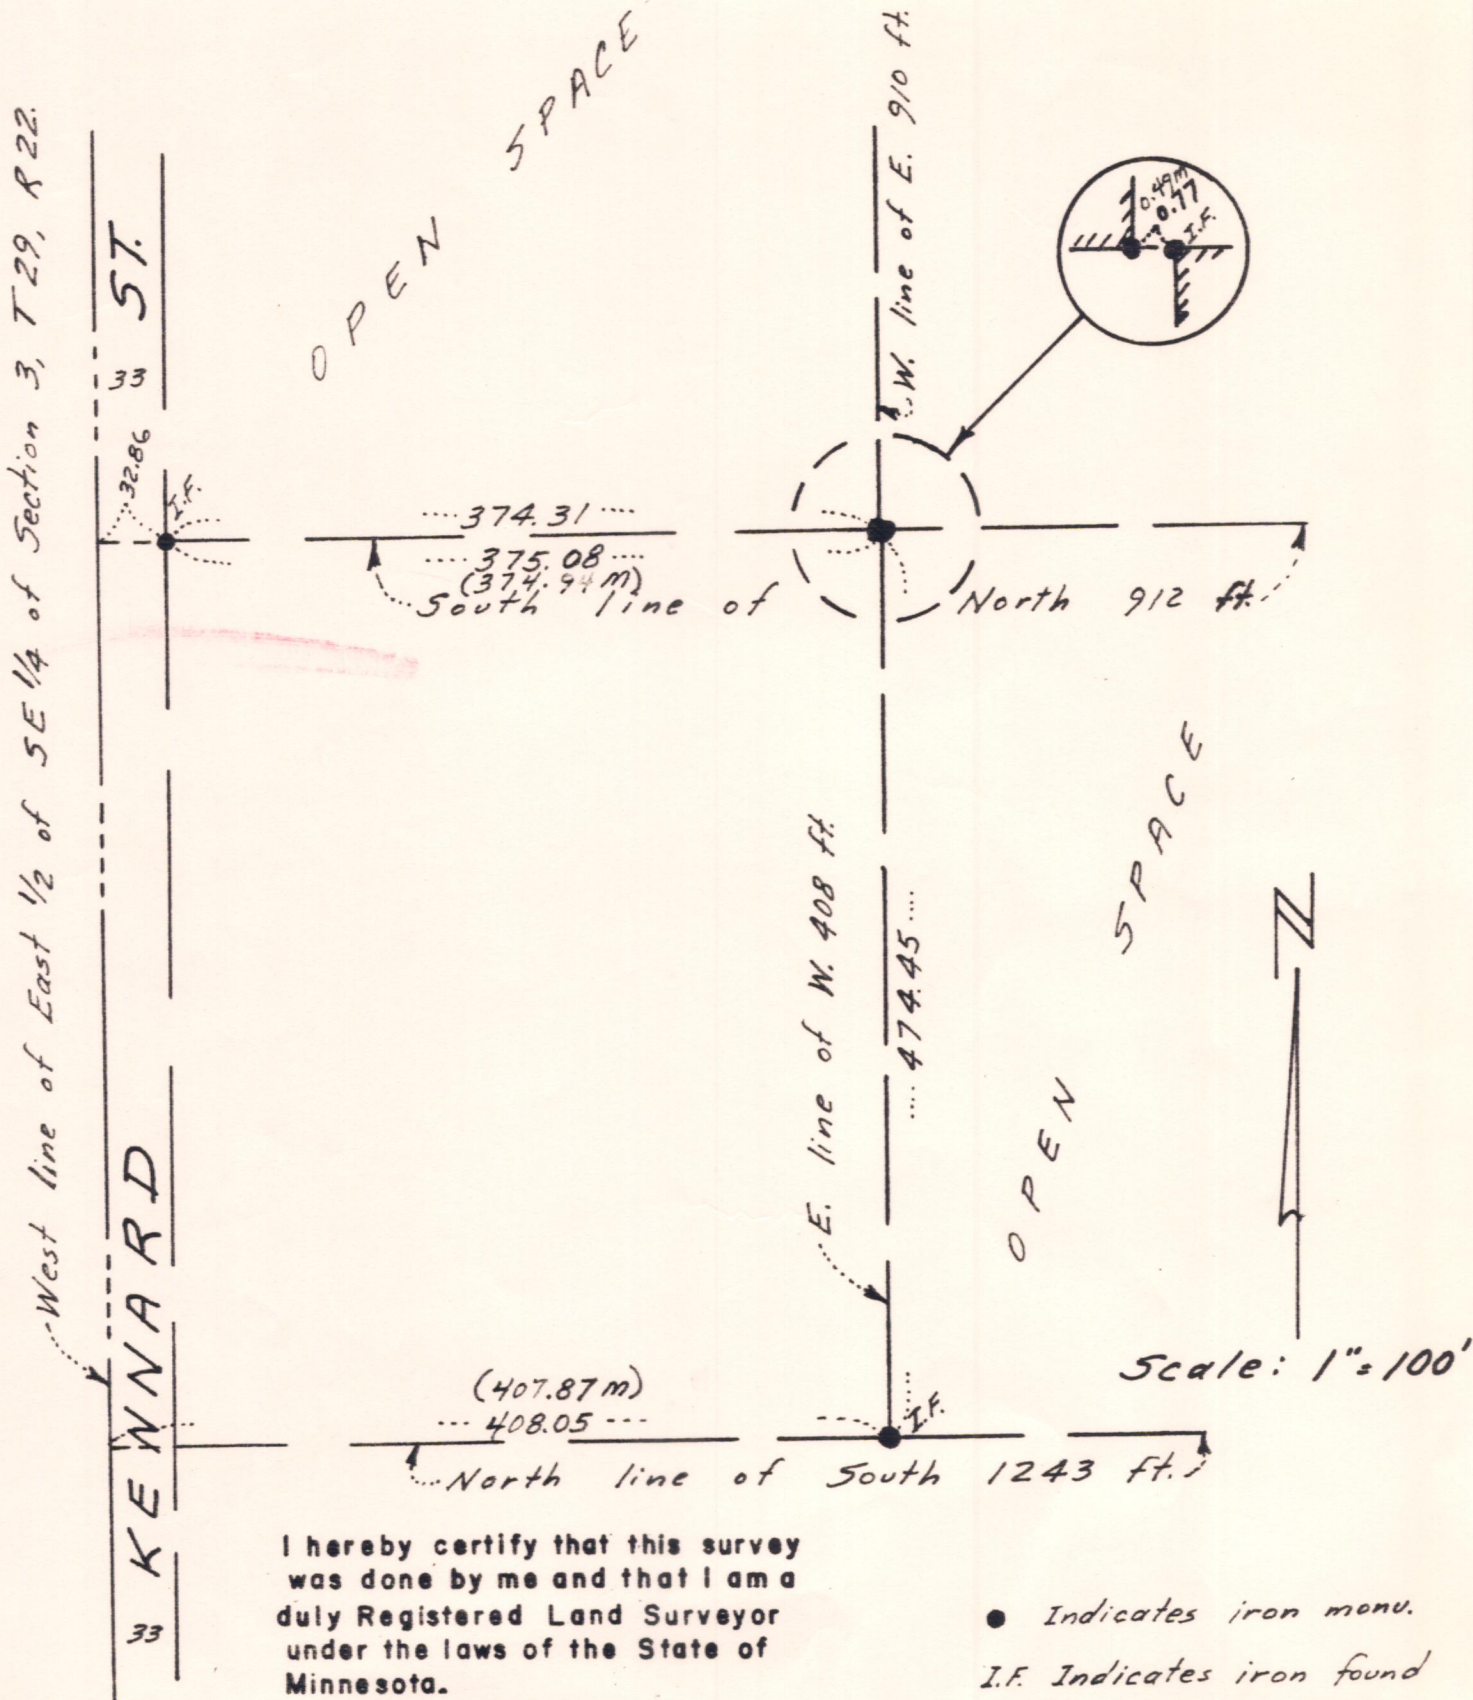 OPEN SPACE
W. line of E. 910 ft.
West line of East 1/2 of SE 1/4 of Section 3, T 29, R 22.
0.49m
0.77
I.F.
ST.
33
32.86
I.F.
374.31
375.08
(374.94 m)
South line of North 912 ft.
OPEN SPACE
E. line of W. 408 ft.
474.45
N
Scale: 1"=100'
KEWNARD
(407.87 m)
408.05
I.F.
North line of South 1243 ft.
33
I hereby certify that this survey
was done by me and that I am a
duly Registered Land Surveyor
under the laws of the State of
Minnesota.
Indicates iron monu.
I.F. Indicates iron found